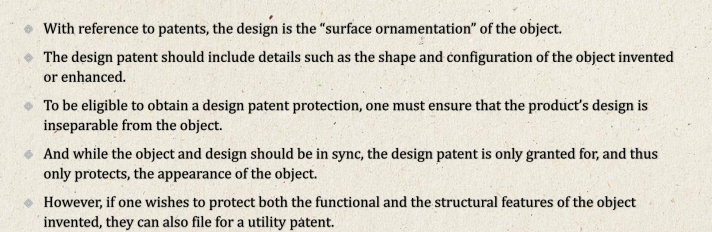 With reference to patents, the design is the “surface ornamentation” of the object.
The design patent should include details such as the shape and configuration of the object invented
or enhanced.
To be eligible to obtain a design patent protection, one must ensure that the product’s design is
inseparable from the object.
And while the object and design should be in sync, the design patent is only granted for, and thus
only protects, the appearance of the object.
However, if one wishes to protect both the functional and the structural features of the object
invented, they can also file for a utility patent.